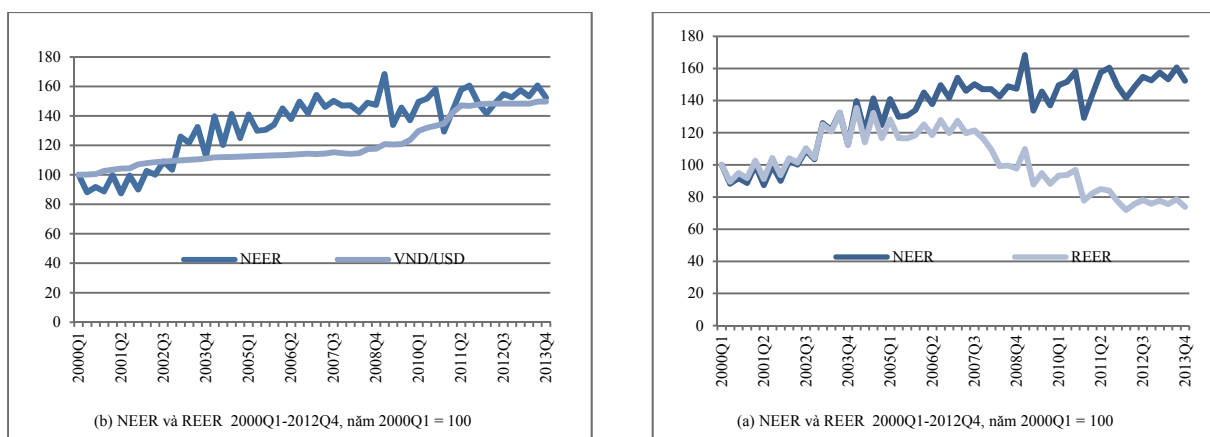 180
160
140
120
100
80
60
40
20
0
NEER VND/USD
2000Q1
2001Q2
2002Q3
2003Q4
2005Q1
2006Q2
2007Q3
2008Q4
2010Q1
2011Q2
2012Q3
2013Q4
(b) NEER và REER 2000Q1-2012Q4, năm 2000Q1 = 100
180
160
140
120
100
80
60
40
20
0
NEER REER
2000Q1
2001Q2
2002Q3
2003Q4
2005Q1
2006Q2
2007Q3
2008Q4
2010Q1
2011Q2
2012Q3
2013Q4
(a) NEER và REER 2000Q1-2012Q4, năm 2000Q1 = 100